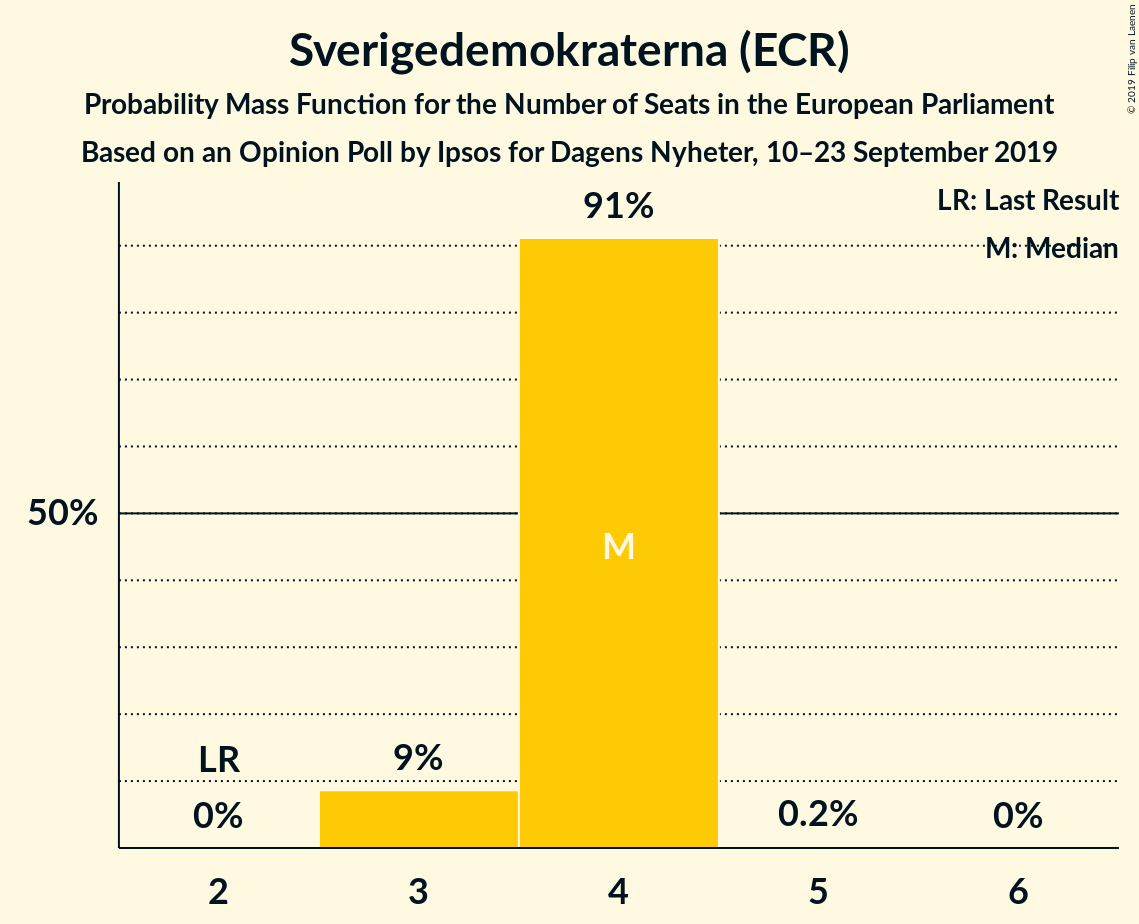 Sverigedemokraterna (ECR)
Probability Mass Function for the Number of Seats in the European Parliament
Based on an Opinion Poll by Ipsos for Dagens Nyheter, 10–23 September 2019
© 2019 Filip van Laenen
LR: Last Result
M: Median
91%
50%
M
LR
9%
0%
0.2%
0%
2 3 4 5 6